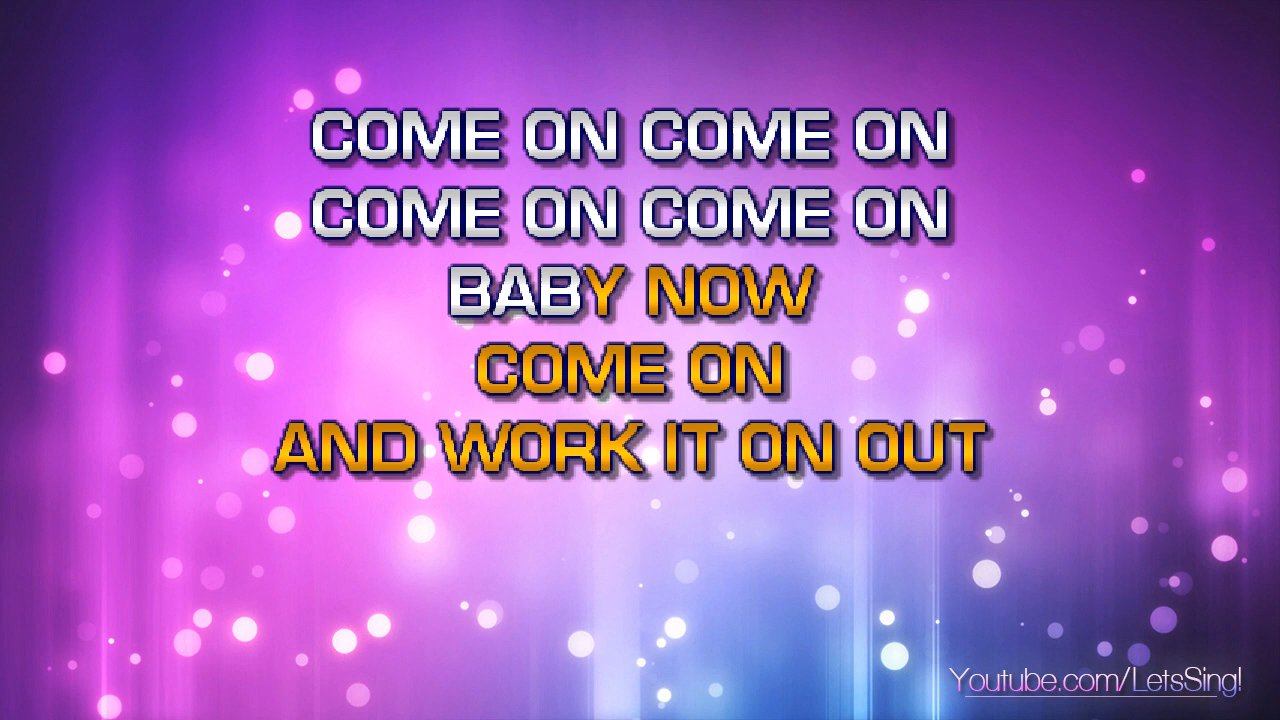 COME ON COME ON
COME ON COME ON
BABY NOW
COME ON
AND WORK IT ON OUT
Youtube.com/LetsSing!